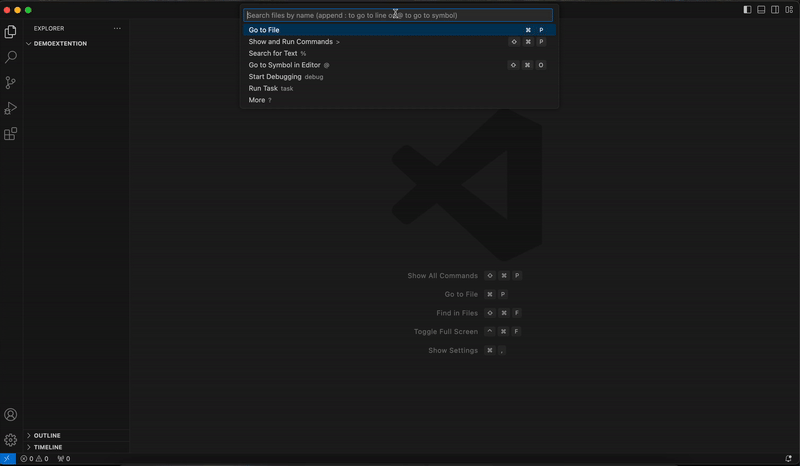 Search files by name (append : to go to line or @ to go to symbol)
Go to File ⌘ P
Show and Run Commands > ⇧ ⌘ P
Search for Text %
Go to Symbol in Editor @ ⇧ ⌘ O
Start Debugging debug
Run Task task
More ?
EXPLORER ···
DEMOEXTENTION
Show All Commands ⇧ ⌘ P
Go to File ⌘ P
Find in Files ⇧ ⌘ F
Toggle Full Screen ^ ⌘ F
Show Settings ⌘ ,
OUTLINE
TIMELINE
0 0 0